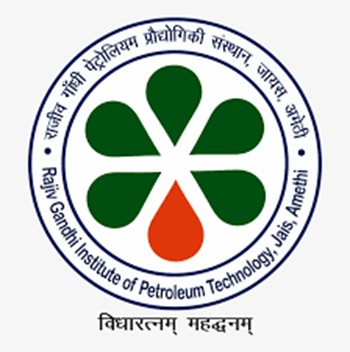 राजीव गाँधी पेट्रोलियम प्रौद्योगिकी संस्थान, जायस, अमेठी
Rajiv Gandhi Institute of Petroleum Technology, Jais, Amethi
विधारत्नम् महद्धनम्